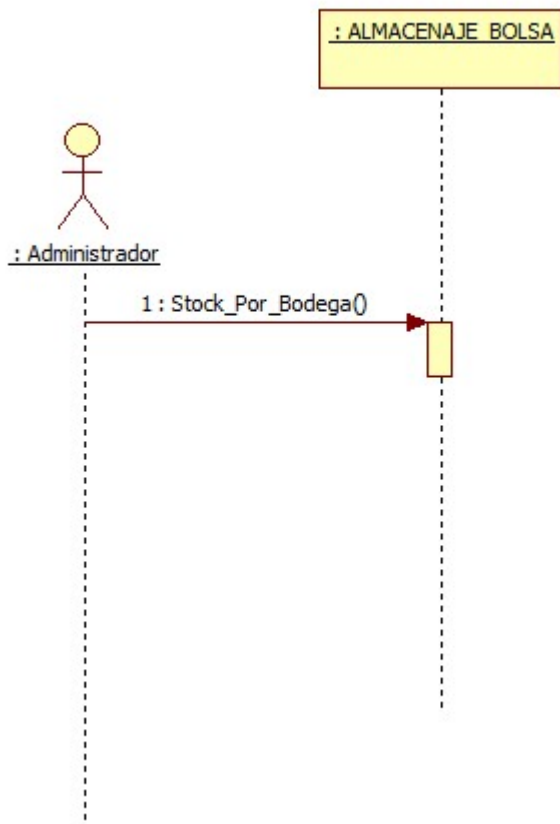 : ALMACENAJE_BOLSA
: Administrador
1 : Stock_Por_Bodega()